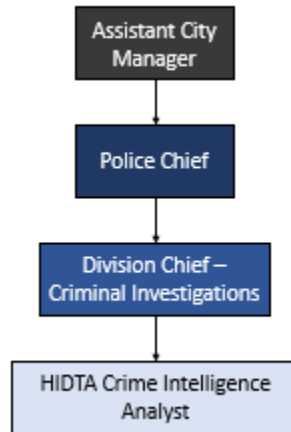 Assistant City
Manager
Police Chief
Division Chief –
Criminal Investigations
HIDTA Crime Intelligence
Analyst